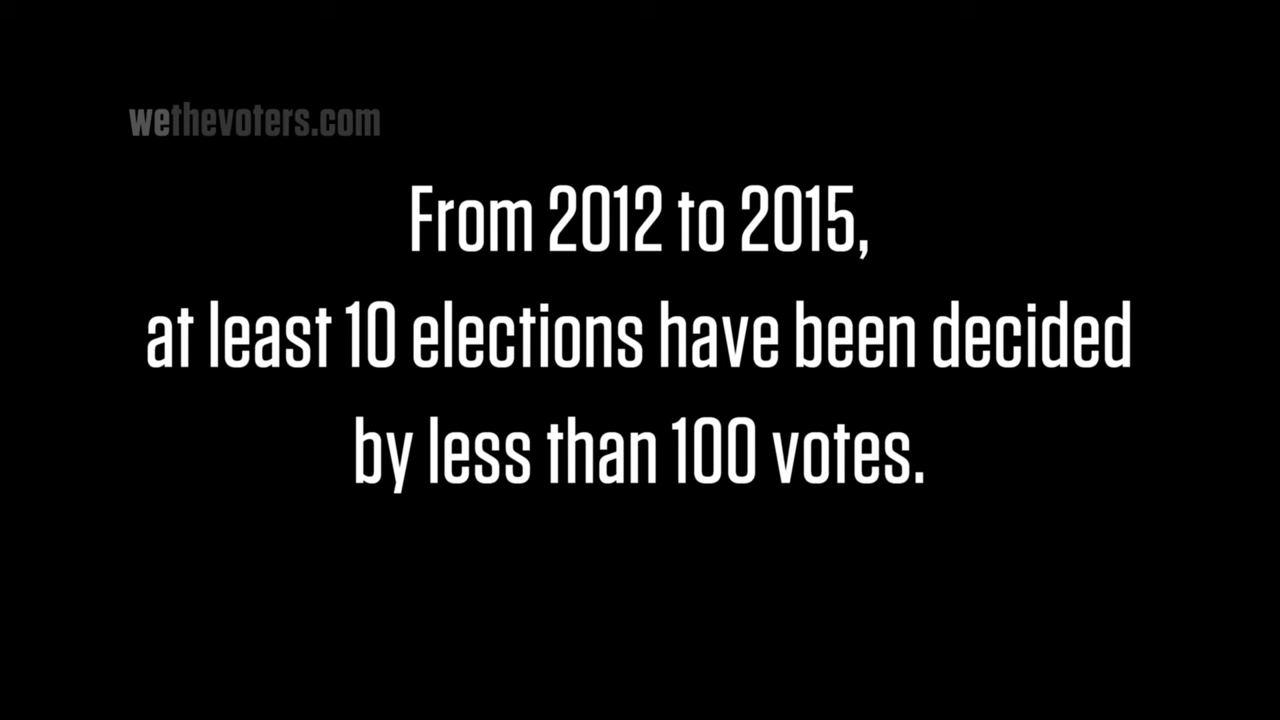 wethevoters.com
From 2012 to 2015,
at least 10 elections have been decided
by less than 100 votes.